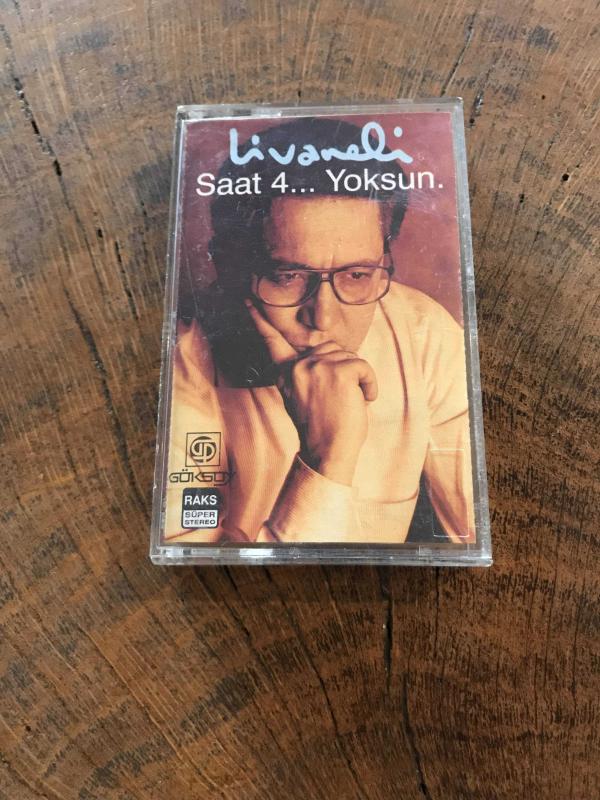 Livaneli
Saat 4... Yoksun.
GÖKSOY
RAKS
SÜPER
STEREO